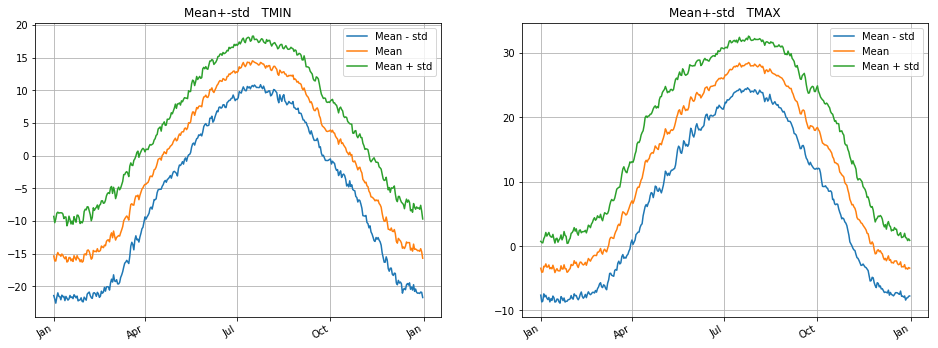 Mean+-std TMIN
20
15
10
5
0
−5
−10
−15
−20
Jan
Apr
Jul
Oct
Jan
Mean - std
Mean
Mean + std
Mean+-std TMAX
30
20
10
0
−10
Jan
Apr
Jul
Oct
Jan
Mean - std
Mean
Mean + std